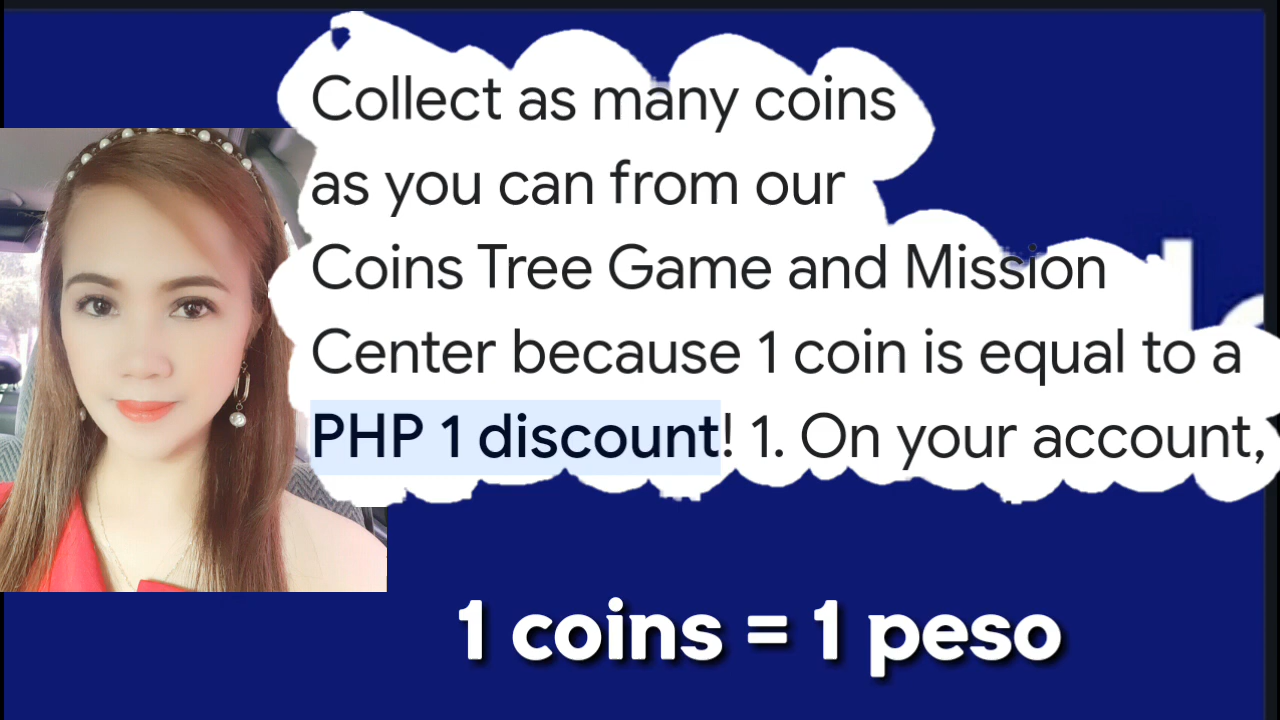 Collect as many coins
as you can from our
Coins Tree Game and Mission
Center because 1 coin is equal to a
PHP 1 discount! 1. On your account,
1 coins = 1 peso